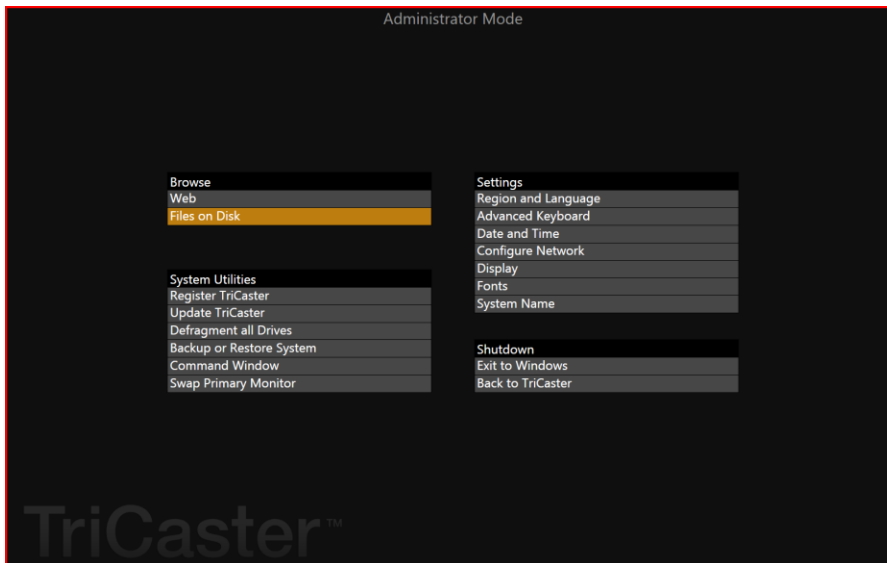 Administrator Mode
Browse
Web
Files on Disk
System Utilities
Register TriCaster
Update TriCaster
Defragment all Drives
Backup or Restore System
Command Window
Swap Primary Monitor
Settings
Region and Language
Advanced Keyboard
Date and Time
Configure Network
Display
Fonts
System Name
Shutdown
Exit to Windows
Back to TriCaster
TriCaster™